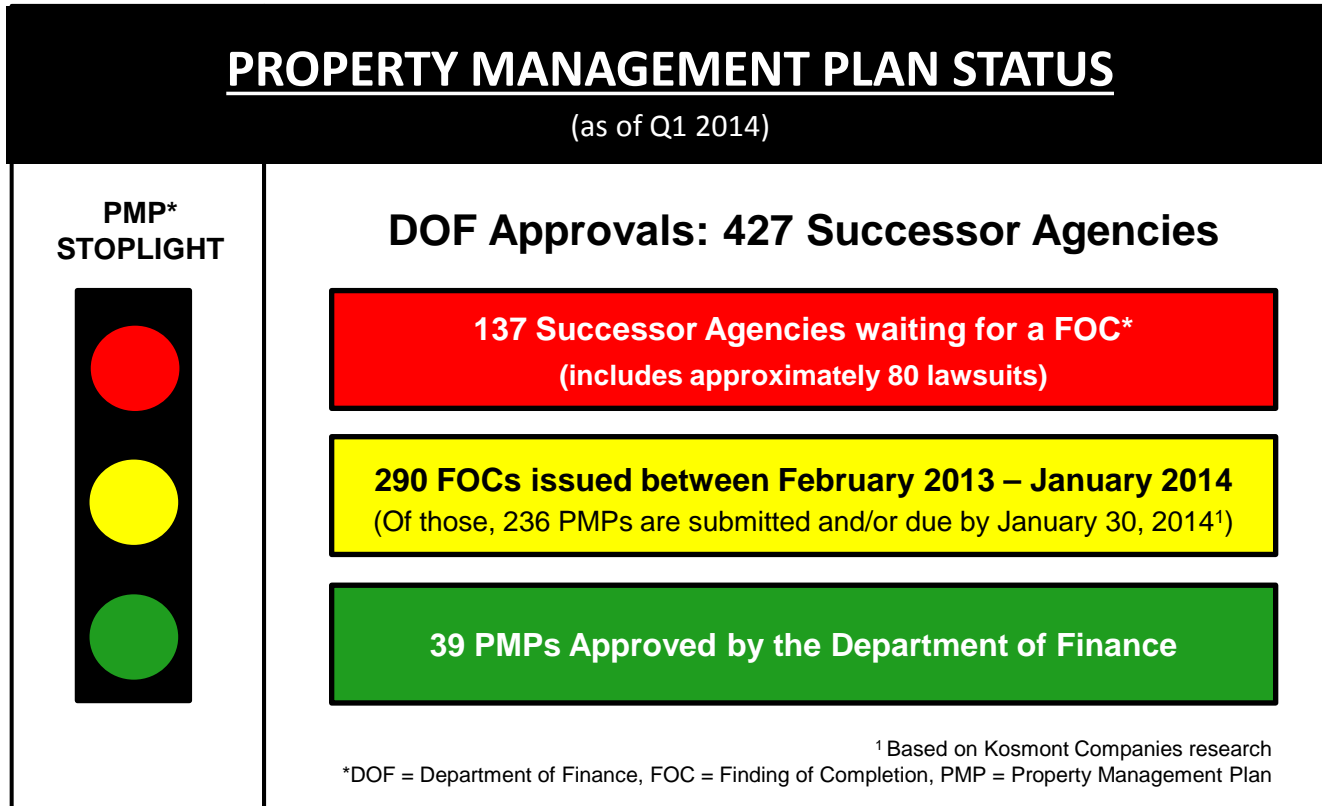 PROPERTY MANAGEMENT PLAN STATUS
(as of Q1 2014)
PMP*
STOPLIGHT
DOF Approvals: 427 Successor Agencies
137 Successor Agencies waiting for a FOC*
(includes approximately 80 lawsuits)
290 FOCs issued between February 2013 – January 2014
(Of those, 236 PMPs are submitted and/or due by January 30, 2014¹)
39 PMPs Approved by the Department of Finance
¹ Based on Kosmont Companies research
*DOF = Department of Finance, FOC = Finding of Completion, PMP = Property Management Plan